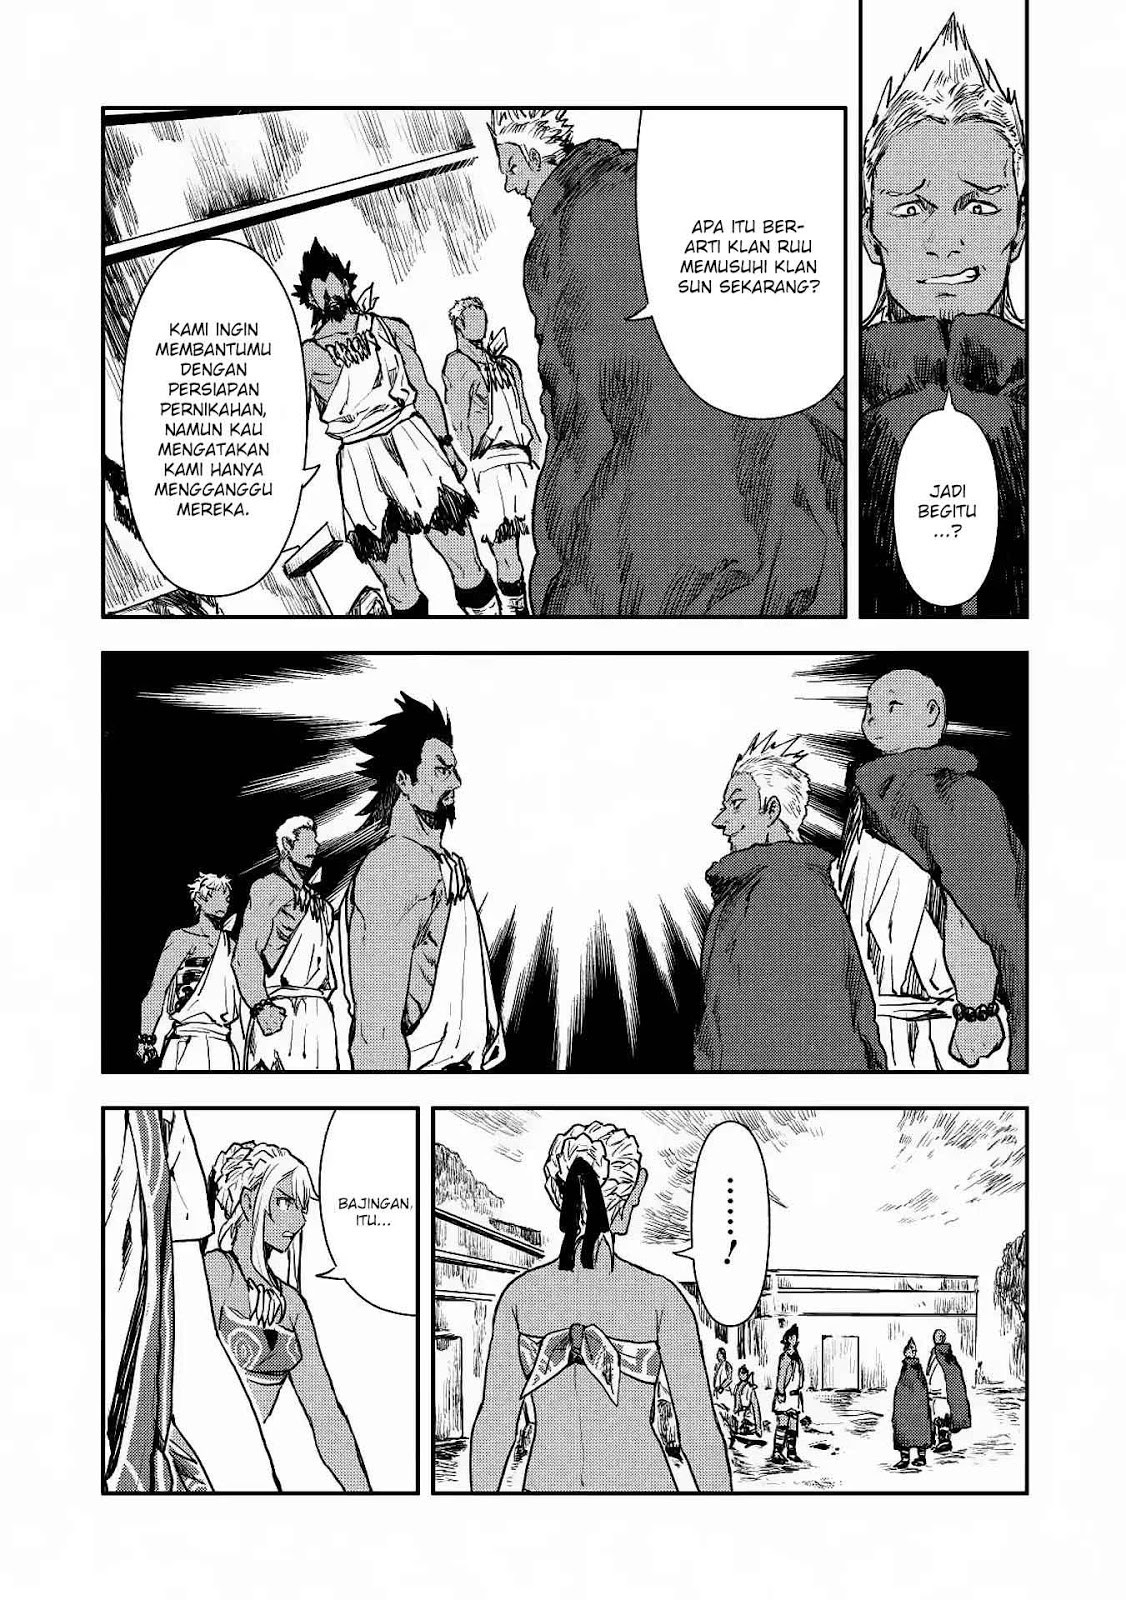 JADI
BEGITU
...?
APA ITU BER-
ARTI KLAN RUU
MEMUSUHI KLAN
SUN SEKARANG?
KAMI INGIN
MEMBANTUMU
DENGAN
PERSIAPAN
PERNIKAHAN,
NAMUN KAU
MENGATAKAN
KAMI HANYA
MENGGANGGU
MEREKA.
.......!
BAJINGAN,
ITU...